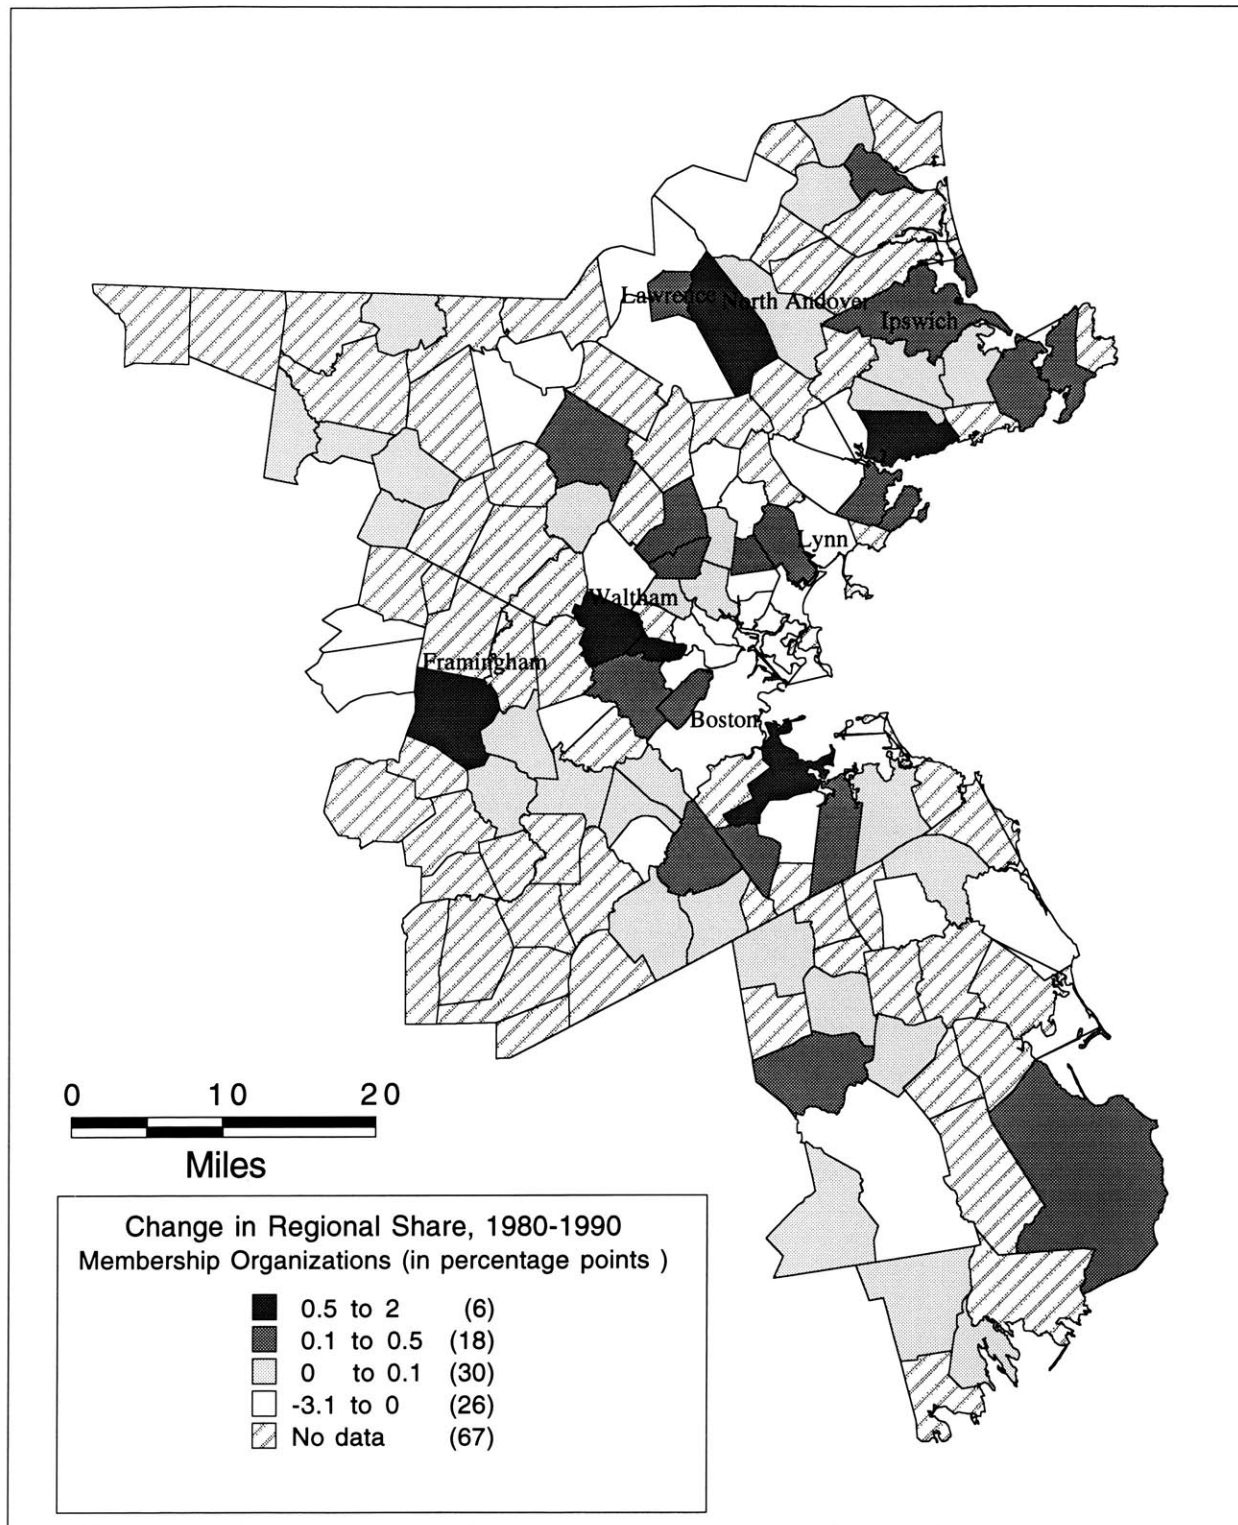 Lawrence
North Andover
Ipswich
Lynn
Waltham
Framingham
Boston
0 10 20
Miles
Change in Regional Share, 1980-1990
Membership Organizations (in percentage points )
0.5 to 2 (6)
0.1 to 0.5 (18)
0 to 0.1 (30)
-3.1 to 0 (26)
No data (67)